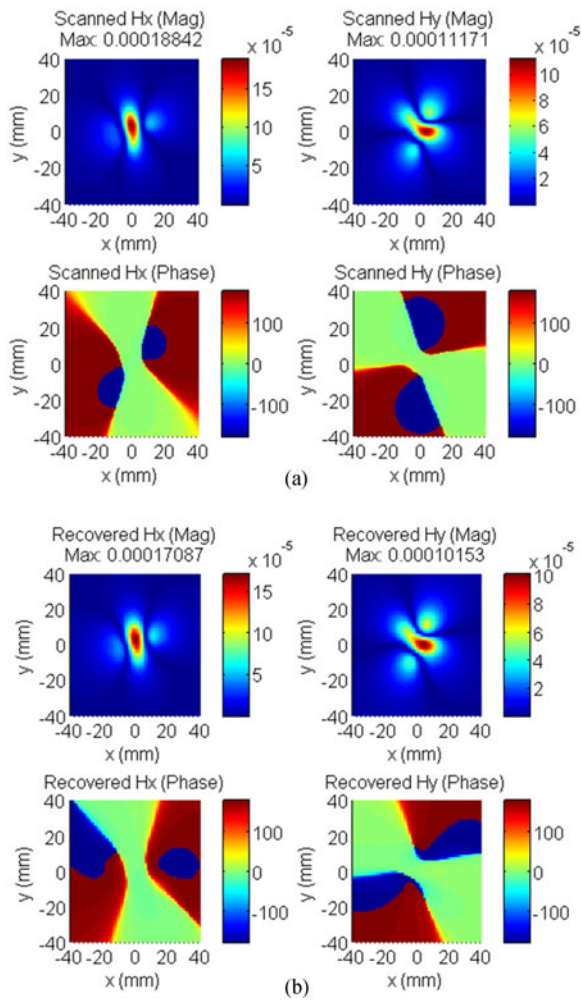 Scanned Hx (Mag)
Max: 0.00018842
x 10^-5
40
20
0
-20
-40
-40 -20 0 20 40
x (mm)
y (mm)
15
10
5
Scanned Hy (Mag)
Max: 0.00011171
x 10^-5
40
20
0
-20
-40
-40 -20 0 20 40
x (mm)
y (mm)
10
8
6
4
2
Scanned Hx (Phase)
40
20
0
-20
-40
-40 -20 0 20 40
x (mm)
y (mm)
100
0
-100
Scanned Hy (Phase)
40
20
0
-20
-40
-40 -20 0 20 40
x (mm)
y (mm)
100
0
-100
(a)
Recovered Hx (Mag)
Max: 0.00017087
x 10^-5
40
20
0
-20
-40
-40 -20 0 20 40
x (mm)
y (mm)
15
10
5
Recovered Hy (Mag)
Max: 0.00010153
x 10^-5
40
20
0
-20
-40
-40 -20 0 20 40
x (mm)
y (mm)
10
8
6
4
2
Recovered Hx (Phase)
40
20
0
-20
-40
-40 -20 0 20 40
x (mm)
y (mm)
100
0
-100
Recovered Hy (Phase)
40
20
0
-20
-40
-40 -20 0 20 40
x (mm)
y (mm)
100
0
-100
(b)